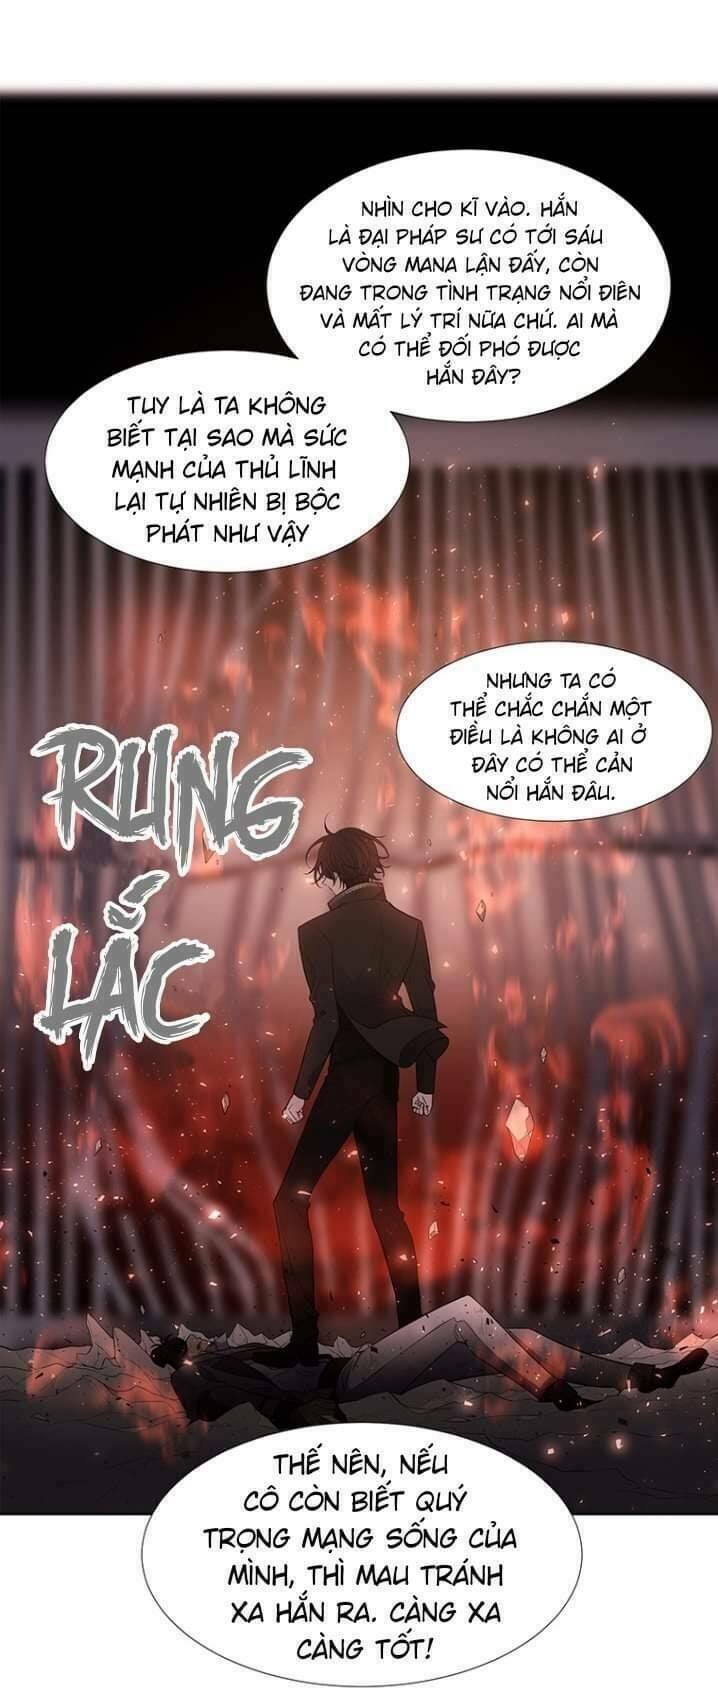 NHÌN CHO KĨ VÀO. HẮN
LÀ ĐẠI PHÁP SƯ CÓ TỚI SÁU
VÒNG MANA LẬN ĐẤY, CÒN
ĐANG TRONG TÌNH TRẠNG NỔI ĐIÊN
VÀ MẤT LÝ TRÍ NỮA CHỨ. AI MÀ
CÓ THỂ ĐỐI PHÓ ĐƯỢC
HẮN ĐÂY?
TUY LÀ TA KHÔNG
BIẾT TẠI SAO MÀ SỨC
MẠNH CỦA THỦ LĨNH
LẠI TỰ NHIÊN BỊ BỘC
PHÁT NHƯ VẬY
NHƯNG TA CÓ
THỂ CHẮC CHẮN MỘT
ĐIỀU LÀ KHÔNG AI Ở
ĐÂY CÓ THỂ CẢN
NỔI HẮN ĐÂU.
RUNG
LẮC
THẾ NÊN, NẾU
CÔ CÒN BIẾT QUÝ
TRỌNG MẠNG SỐNG CỦA
MÌNH, THÌ MAU TRÁNH
XA HẮN RA. CÀNG XA
CÀNG TỐT!